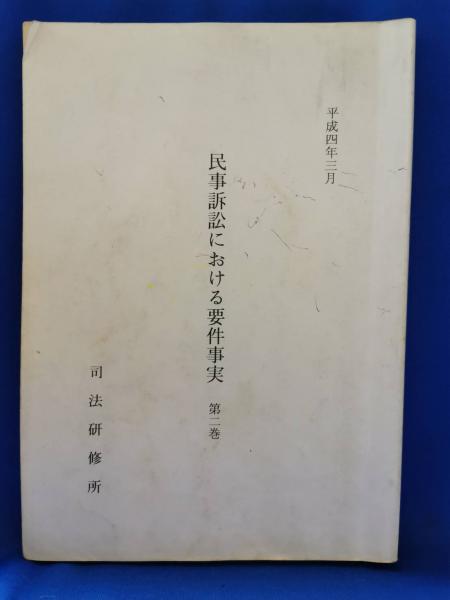 平成四年三月
民事訴訟における要件事実 第二巻
司法研修所